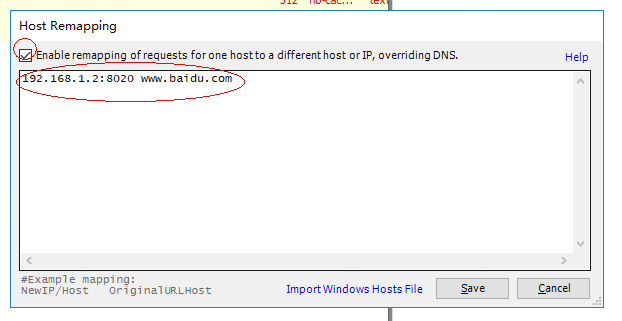 512 no-cac... text
Host Remapping
Enable remapping of requests for one host to a different host or IP, overriding DNS.
Help
192.168.1.2:8020 www.baidu.com
#Example mapping:
NewIP/Host OriginalURLHost
Import Windows Hosts File
Save
Cancel